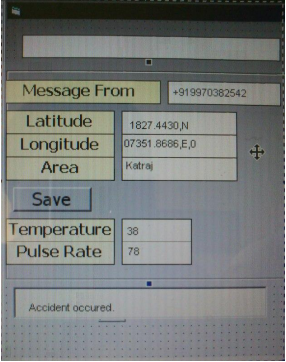 Message From +919970382542
Latitude 1827.4430,N
Longitude 07351.8686,E,0
Area Katraj
Save
Temperature 38
Pulse Rate 78
Accident occured.